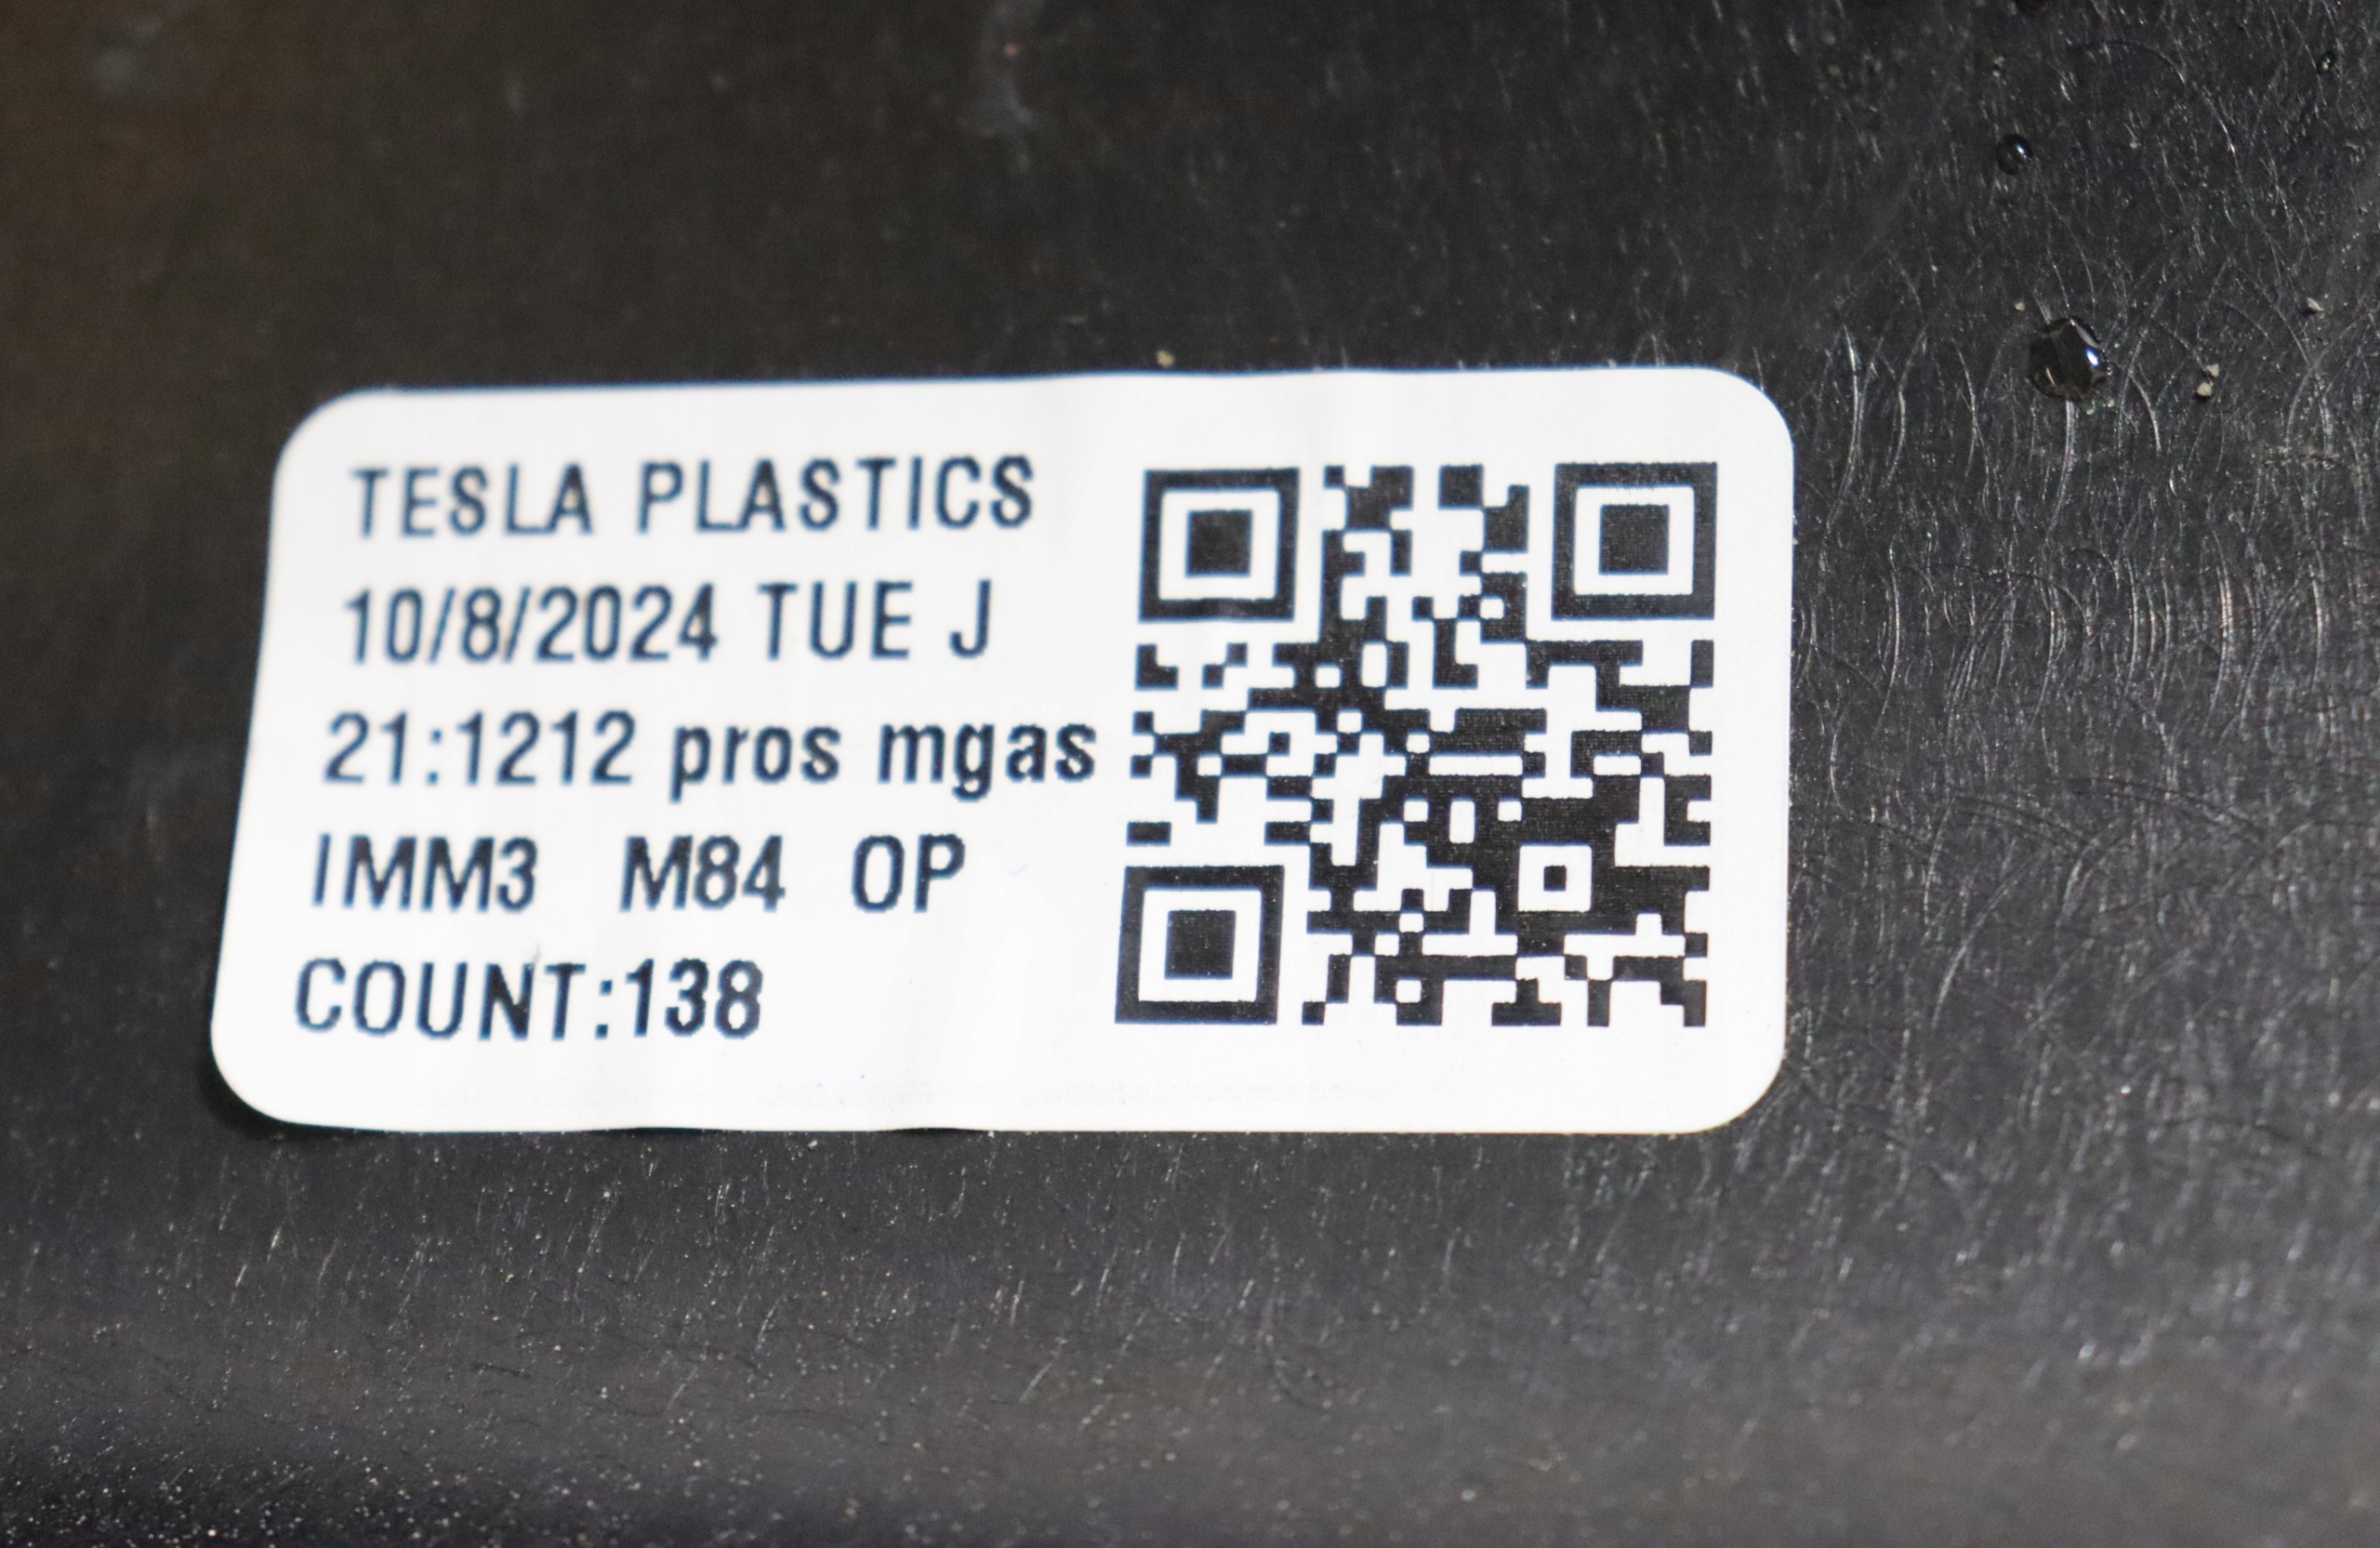 TESLA PLASTICS
10/8/2024 TUE J
21:1212 pros mgas
IMM3 M84 OP
COUNT:138